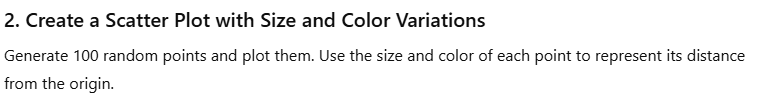 2. Create a Scatter Plot with Size and Color Variations
Generate 100 random points and plot them. Use the size and color of each point to represent its distance
from the origin.